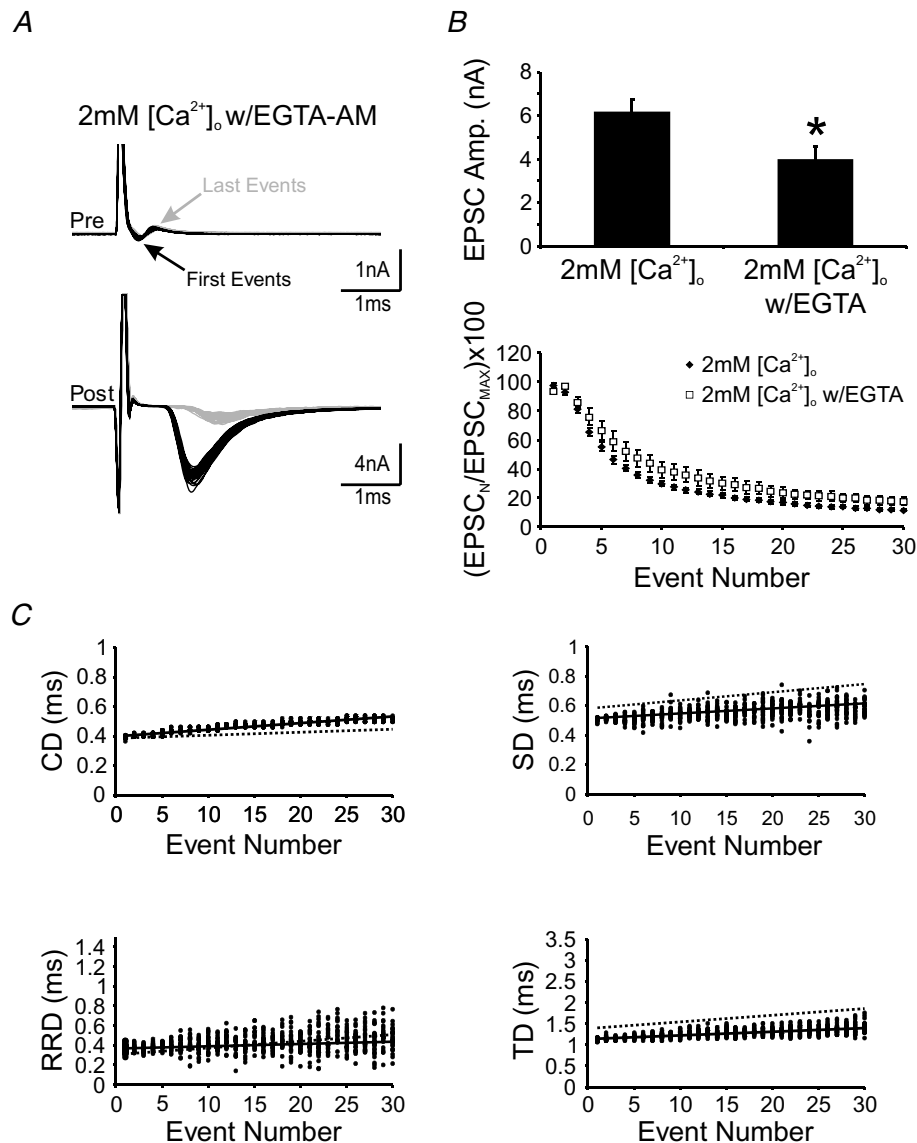 A
2mM [Ca²⁺]ₒ w/EGTA-AM
Last Events
Pre
First Events
1nA
1ms
Post
4nA
1ms
B
EPSC Amp. (nA)
8
6
4
2
0
*
2mM [Ca²⁺]ₒ
2mM [Ca²⁺]ₒ
w/EGTA
(EPSC_N/EPSC_MAX)x100
120
100
80
60
40
20
0
2mM [Ca²⁺]ₒ
2mM [Ca²⁺]ₒ w/EGTA
0 5 10 15 20 25 30
Event Number
C
CD (ms)
1
0.8
0.6
0.4
0.2
0
0 5 10 15 20 25 30
Event Number
SD (ms)
1
0.8
0.6
0.4
0.2
0
0 5 10 15 20 25 30
Event Number
RRD (ms)
1.4
1.2
1
0.8
0.6
0.4
0.2
0
0 5 10 15 20 25 30
Event Number
TD (ms)
3.5
3
2.5
2
1.5
1
0.5
0
0 5 10 15 20 25 30
Event Number